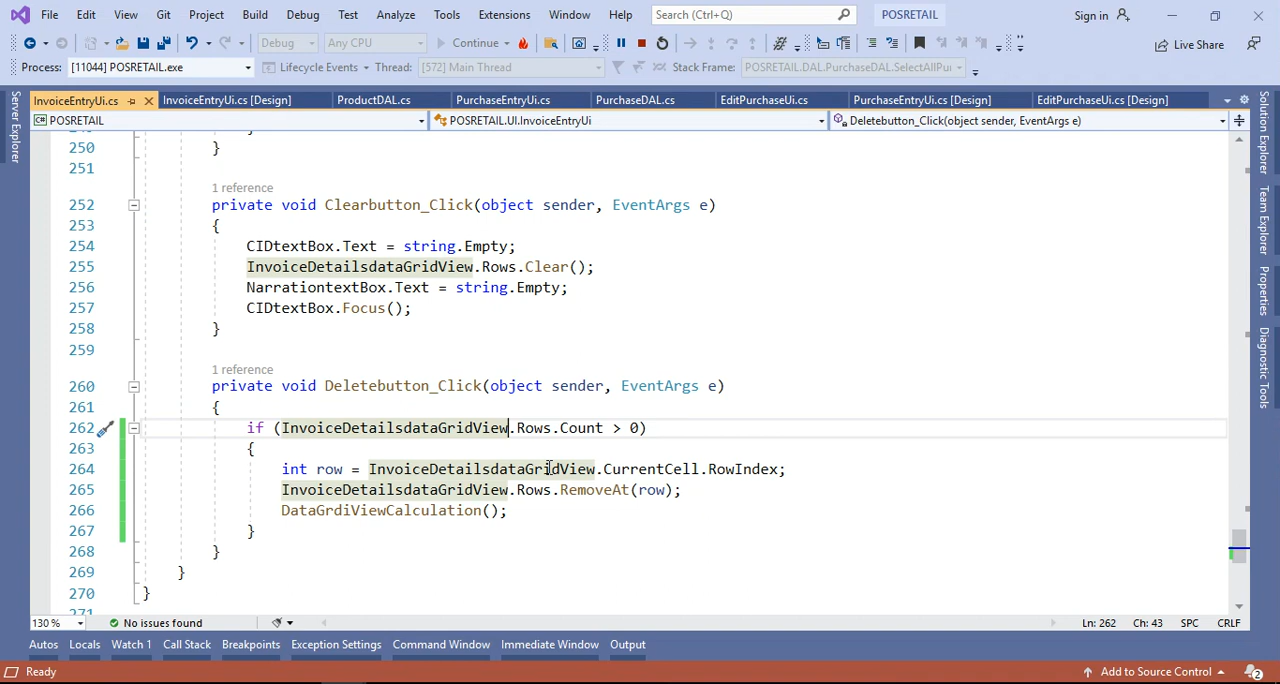 File Edit View Git Project Build Debug Test Analyze Tools Extensions Window Help Search (Ctrl+Q) POSRETAIL Sign in
Debug Any CPU Continue Live Share
Process: [11044] POSRETAIL.exe Lifecycle Events Thread: [572] Main Thread Stack Frame: POSRETAIL.DAL.PurchaseDAL.SelectAllPu
InvoiceEntryUi.cs InvoiceEntryUi.cs [Design] ProductDAL.cs PurchaseEntryUi.cs PurchaseDAL.cs EditPurchaseUi.cs PurchaseEntryUi.cs [Design] EditPurchaseUi.cs [Design]
POSRETAIL POSRETAIL.UI.InvoiceEntryUi Deletebutton_Click(object sender, EventArgs e)
Server Explorer
Solution Explorer
Team Explorer
Properties
Diagnostic Tools
250 }
251
1 reference
252 private void Clearbutton_Click(object sender, EventArgs e)
253 {
254 CIDtextBox.Text = string.Empty;
255 InvoiceDetailsdataGridView.Rows.Clear();
256 NarrationtextBox.Text = string.Empty;
257 CIDtextBox.Focus();
258 }
259
1 reference
260 private void Deletebutton_Click(object sender, EventArgs e)
261 {
262 if (InvoiceDetailsdataGridView.Rows.Count > 0)
263 {
264 int row = InvoiceDetailsdataGridView.CurrentCell.RowIndex;
265 InvoiceDetailsdataGridView.Rows.RemoveAt(row);
266 DataGrdiViewCalculation();
267 }
268 }
269 }
270 }
271
130 % No issues found Ln: 262 Ch: 43 SPC CRLF
Autos Locals Watch 1 Call Stack Breakpoints Exception Settings Command Window Immediate Window Output
Ready Add to Source Control 2